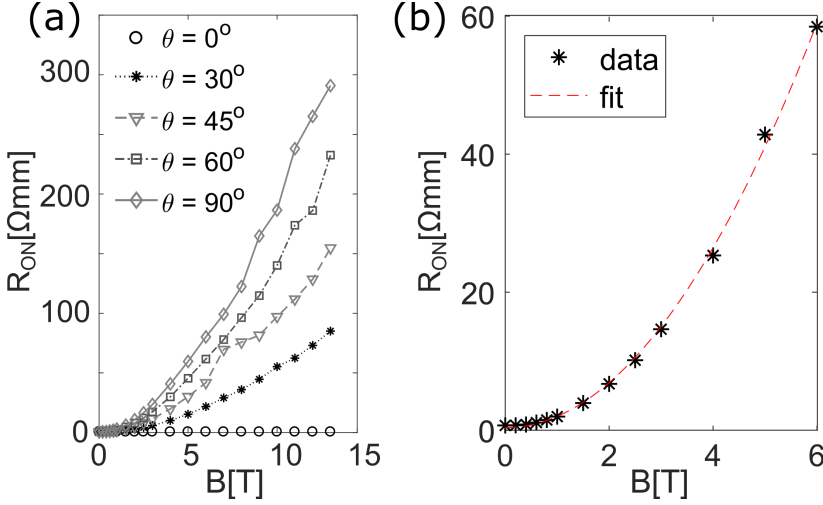 (a)
θ = 0°
θ = 30°
θ = 45°
θ = 60°
θ = 90°
300
200
100
0
R_ON[Ωmm]
0
5
10
15
B[T]
(b)
data
fit
60
40
20
0
R_ON[Ωmm]
0
2
4
6
B[T]